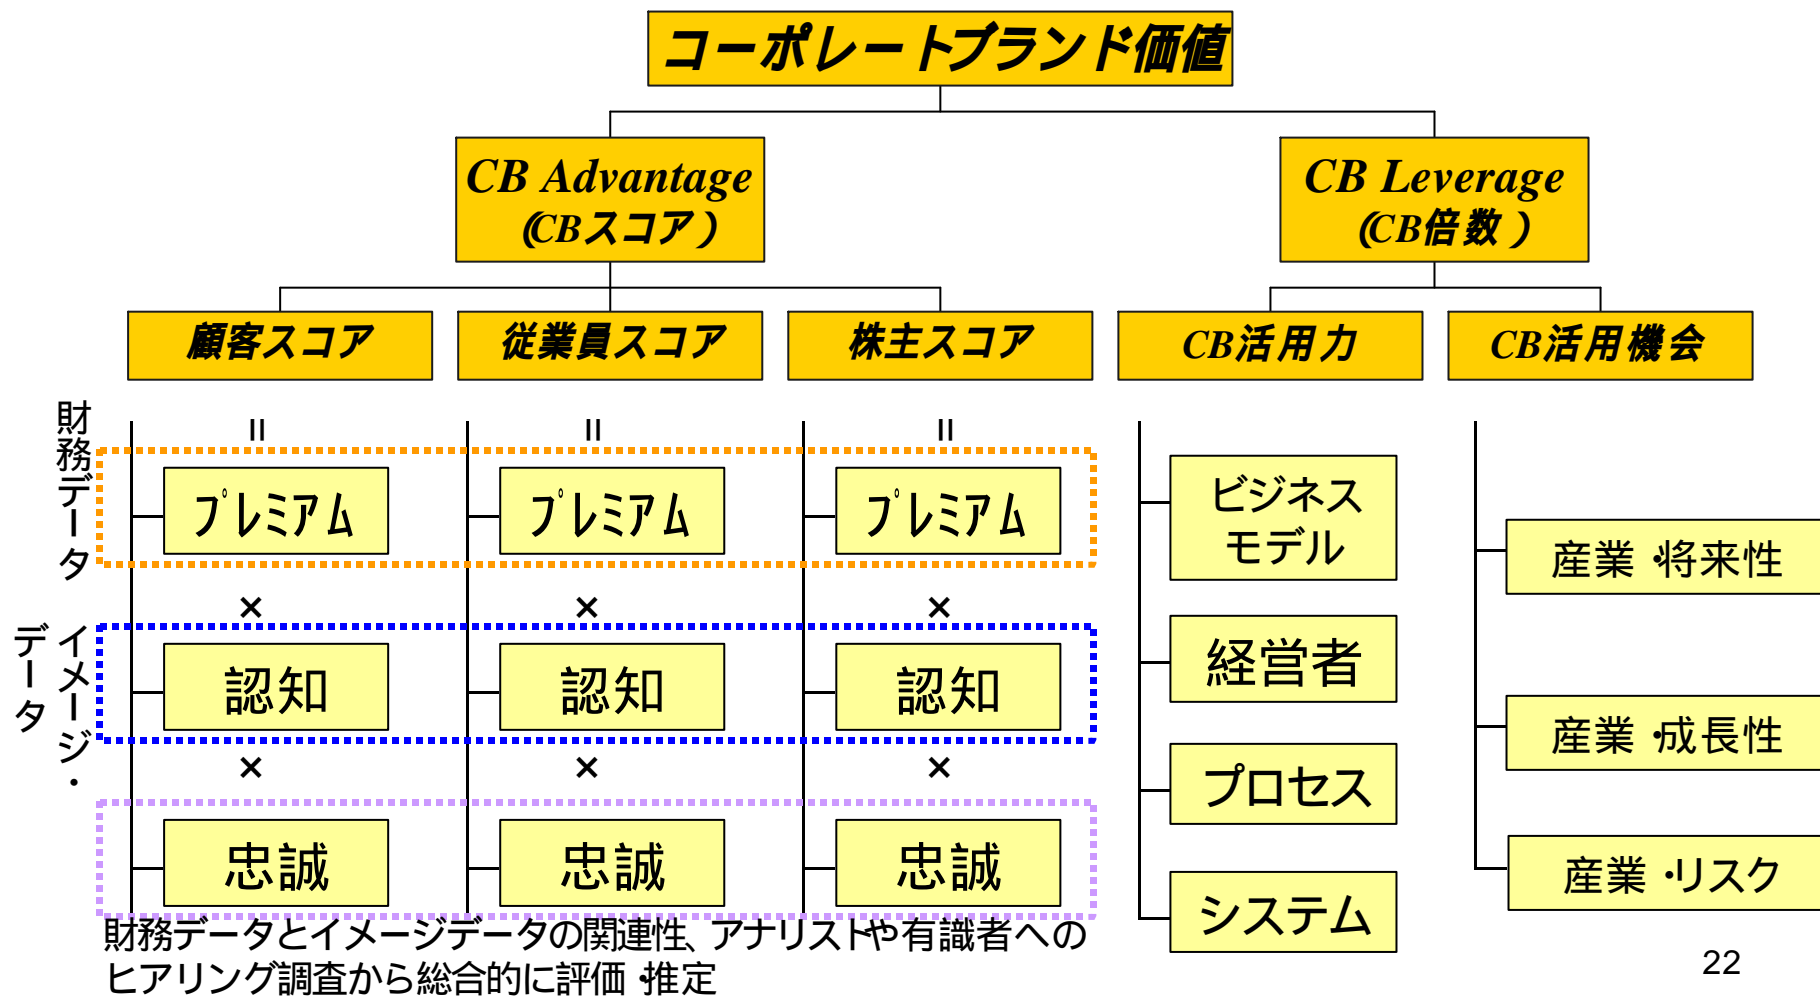 コーポレートブランド価値
CB Advantage
(CBスコア)
CB Leverage
(CB倍数)
顧客スコア
従業員スコア
株主スコア
CB活用力
CB活用機会
財務データ
=
=
=
プレミアム
プレミアム
プレミアム
×
×
×
イメージ・
データ
認知
認知
認知
×
×
×
忠誠
忠誠
忠誠
ビジネス
モデル
経営者
プロセス
システム
産業・将来性
産業・成長性
産業・リスク
財務データとイメージデータの関連性、アナリストや有識者への
ヒアリング調査から総合的に評価・推定
22